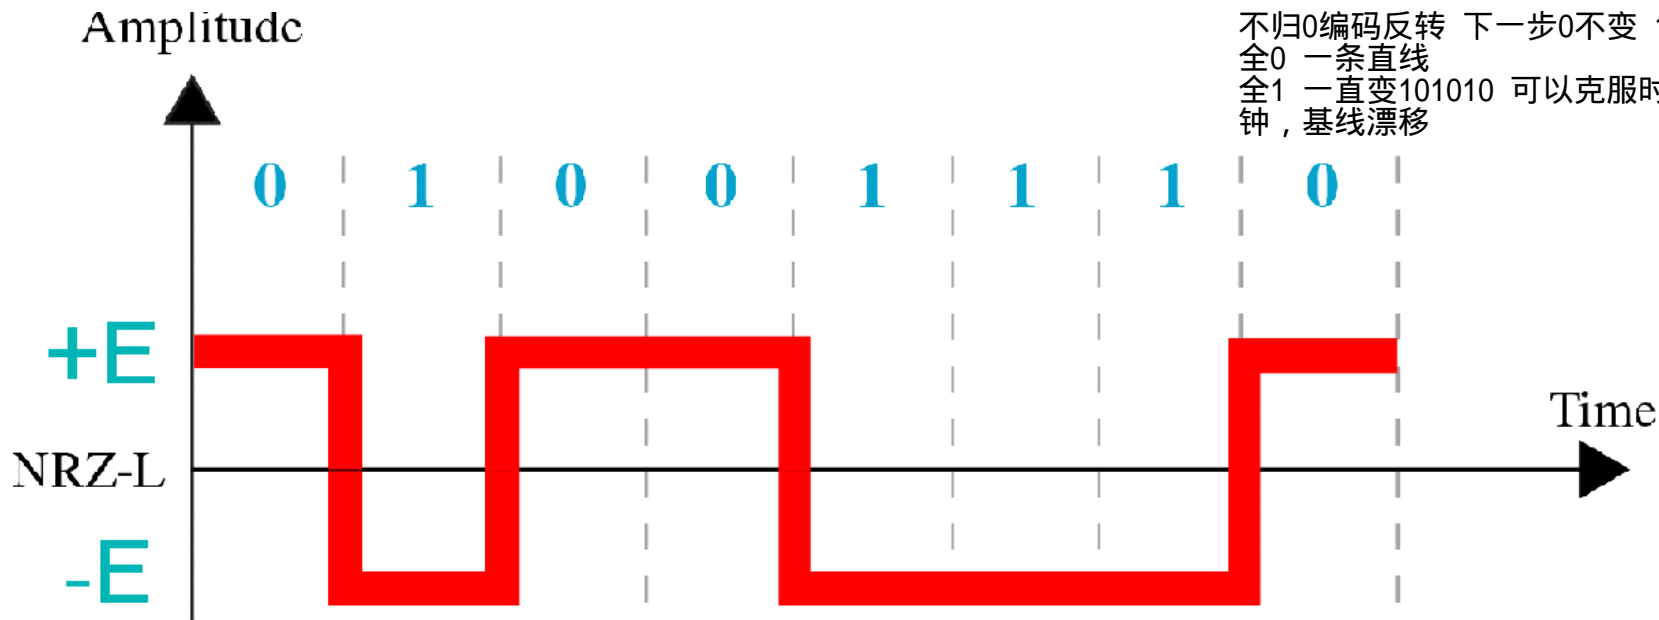 Amplitude
不归0编码反转 下一步0不变
全0 一条直线
全1 一直变101010 可以克服时
钟，基线漂移
0 1 0 0 1 1 1 0
+E
Time
NRZ-L
-E